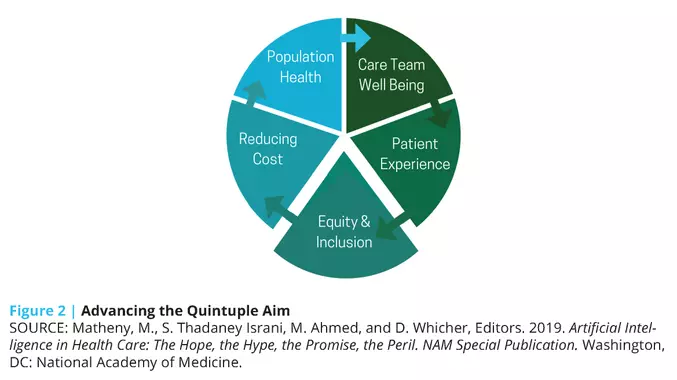 Population
Health
Care Team
Well Being
Reducing
Cost
Patient
Experience
Equity &
Inclusion
Figure 2 | Advancing the Quintuple Aim
SOURCE: Matheny, M., S. Thadaney Israni, M. Ahmed, and D. Whicher, Editors. 2019. Artificial Intel-
ligence in Health Care: The Hope, the Hype, the Promise, the Peril. NAM Special Publication. Washington,
DC: National Academy of Medicine.